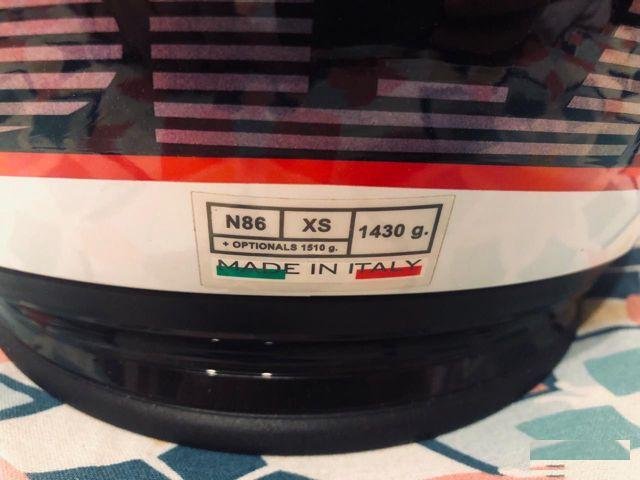 N86 XS 1430 g.
+ OPTIONALS 1510 g.
MADE IN ITALY